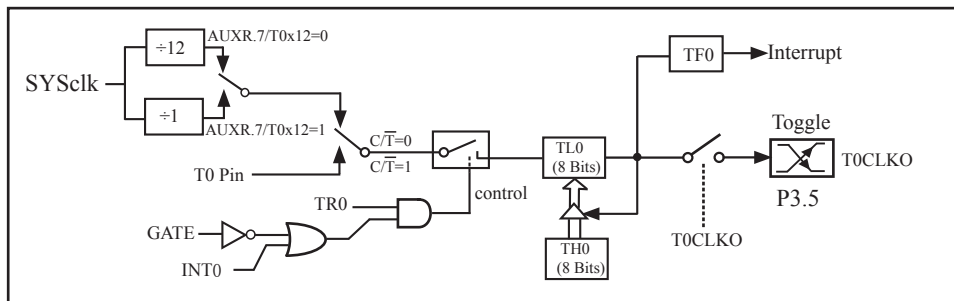 ÷12
AUXR.7/T0x12=0
SYSclk
÷1
AUXR.7/T0x12=1
T0 Pin
C/T̅=0
C/T̅=1
control
TR0
GATE
INT0
TL0
(8 Bits)
TH0
(8 Bits)
TF0
Interrupt
Toggle
T0CLKO
P3.5
T0CLKO